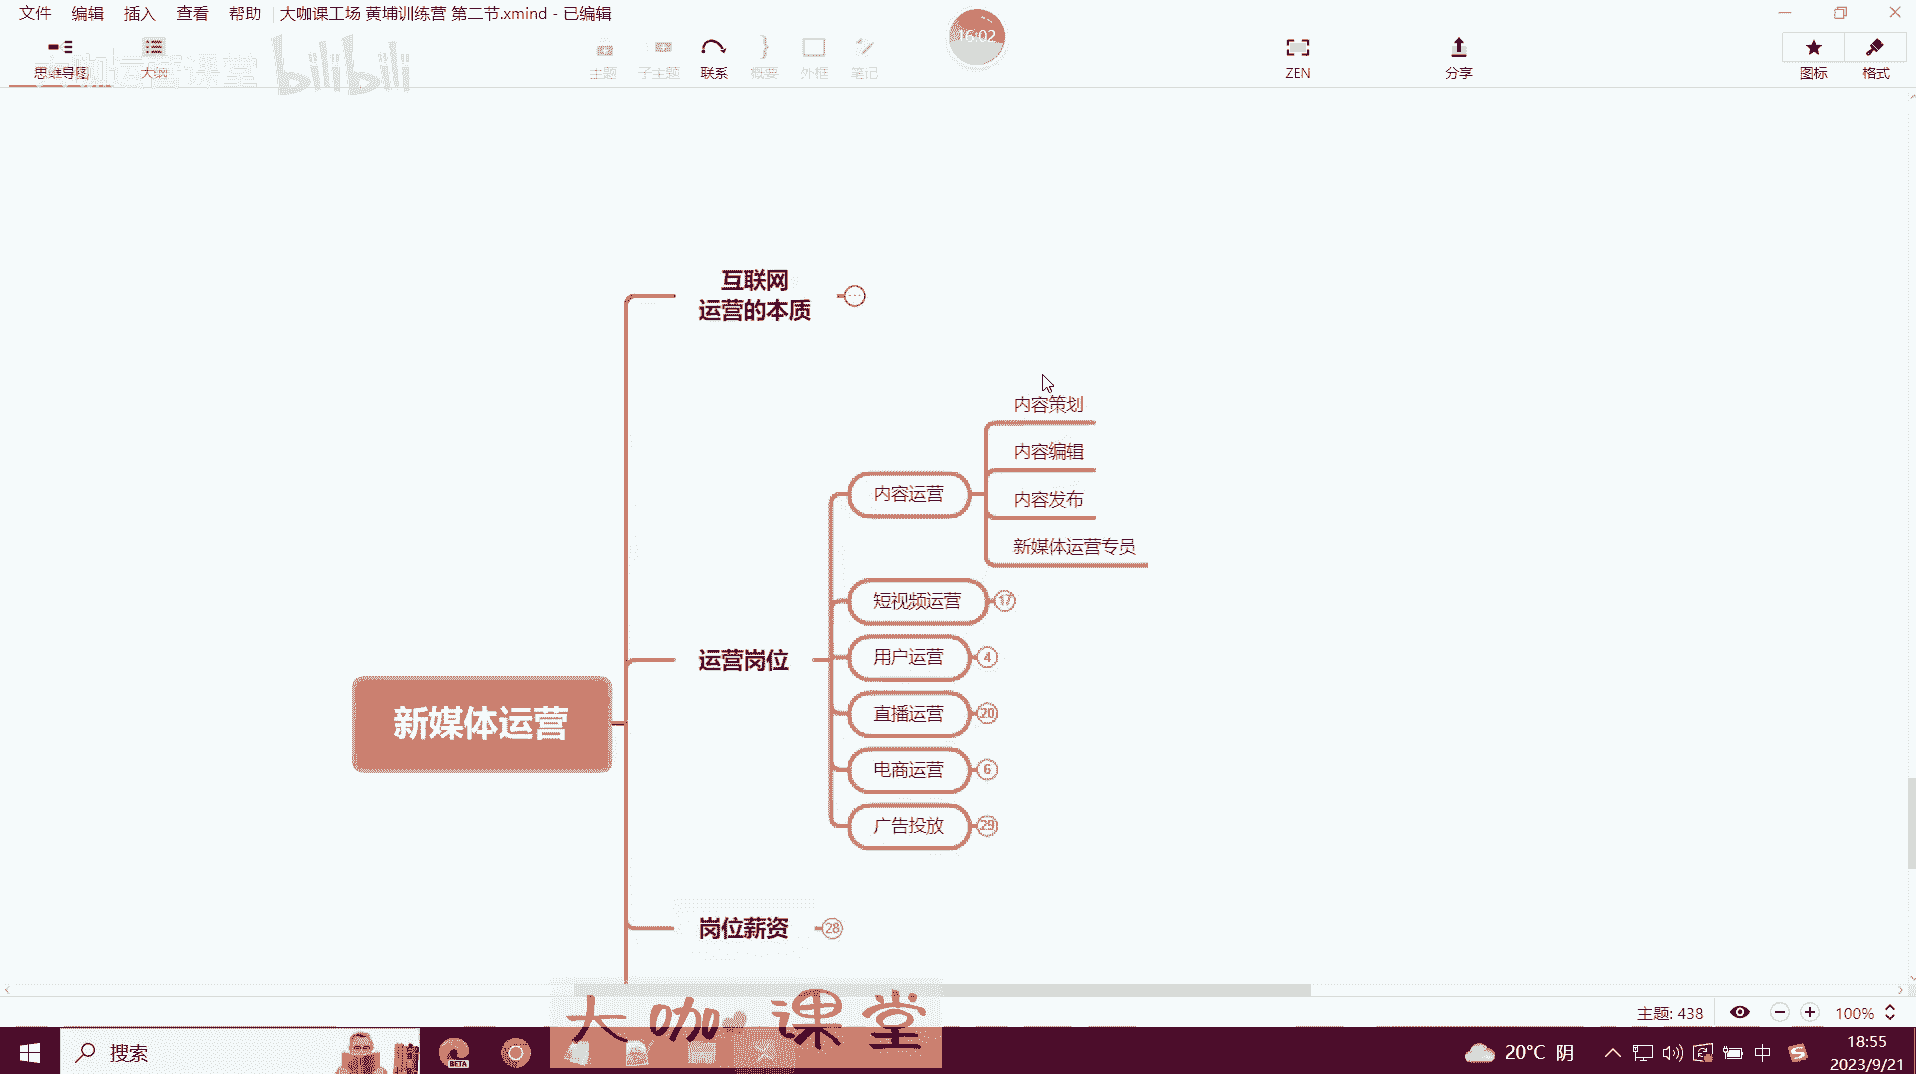 文件 编辑 插入 查看 帮助 大咖课工场 黄埔训练营 第二节.xmind - 已编辑
16:02
思维导图 大纲 主题 子主题 联系 概要 外框 笔记 ZEN 分享 图标 格式
大咖运营课堂 bilibili
互联网
运营的本质
内容策划
内容编辑
内容运营
内容发布
新媒体运营专员
短视频运营 17
用户运营 4
运营岗位
直播运营 20
新媒体运营
电商运营 6
广告投放 29
岗位薪资 28
大咖课堂
主题: 438 100%
搜索
BETA
20°C 阴
中
18:55
2023/9/21